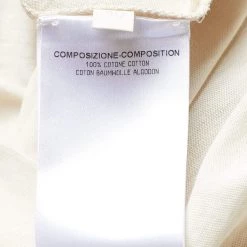 COMPOSIZIONE-COMPOSITION
100% COTONE COTTON
COTON BAUMWOLLE ALGODON